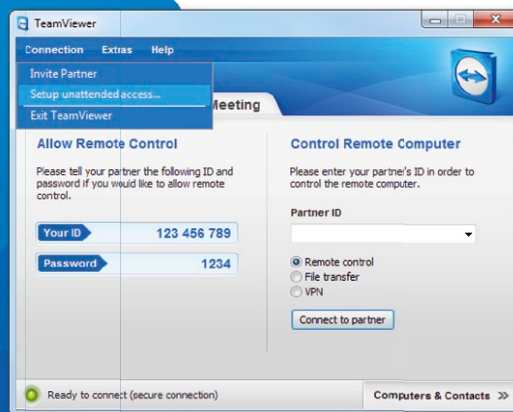 TeamViewer
Connection Extras Help
Invite Partner
Setup unattended access...
Exit TeamViewer
Meeting
Allow Remote Control
Please tell your partner the following ID and
password if you would like to allow remote
control.
Your ID 123 456 789
Password 1234
Control Remote Computer
Please enter your partner's ID in order to
control the remote computer.
Partner ID
Remote control
File transfer
VPN
Connect to partner
Ready to connect (secure connection)
Computers & Contacts »